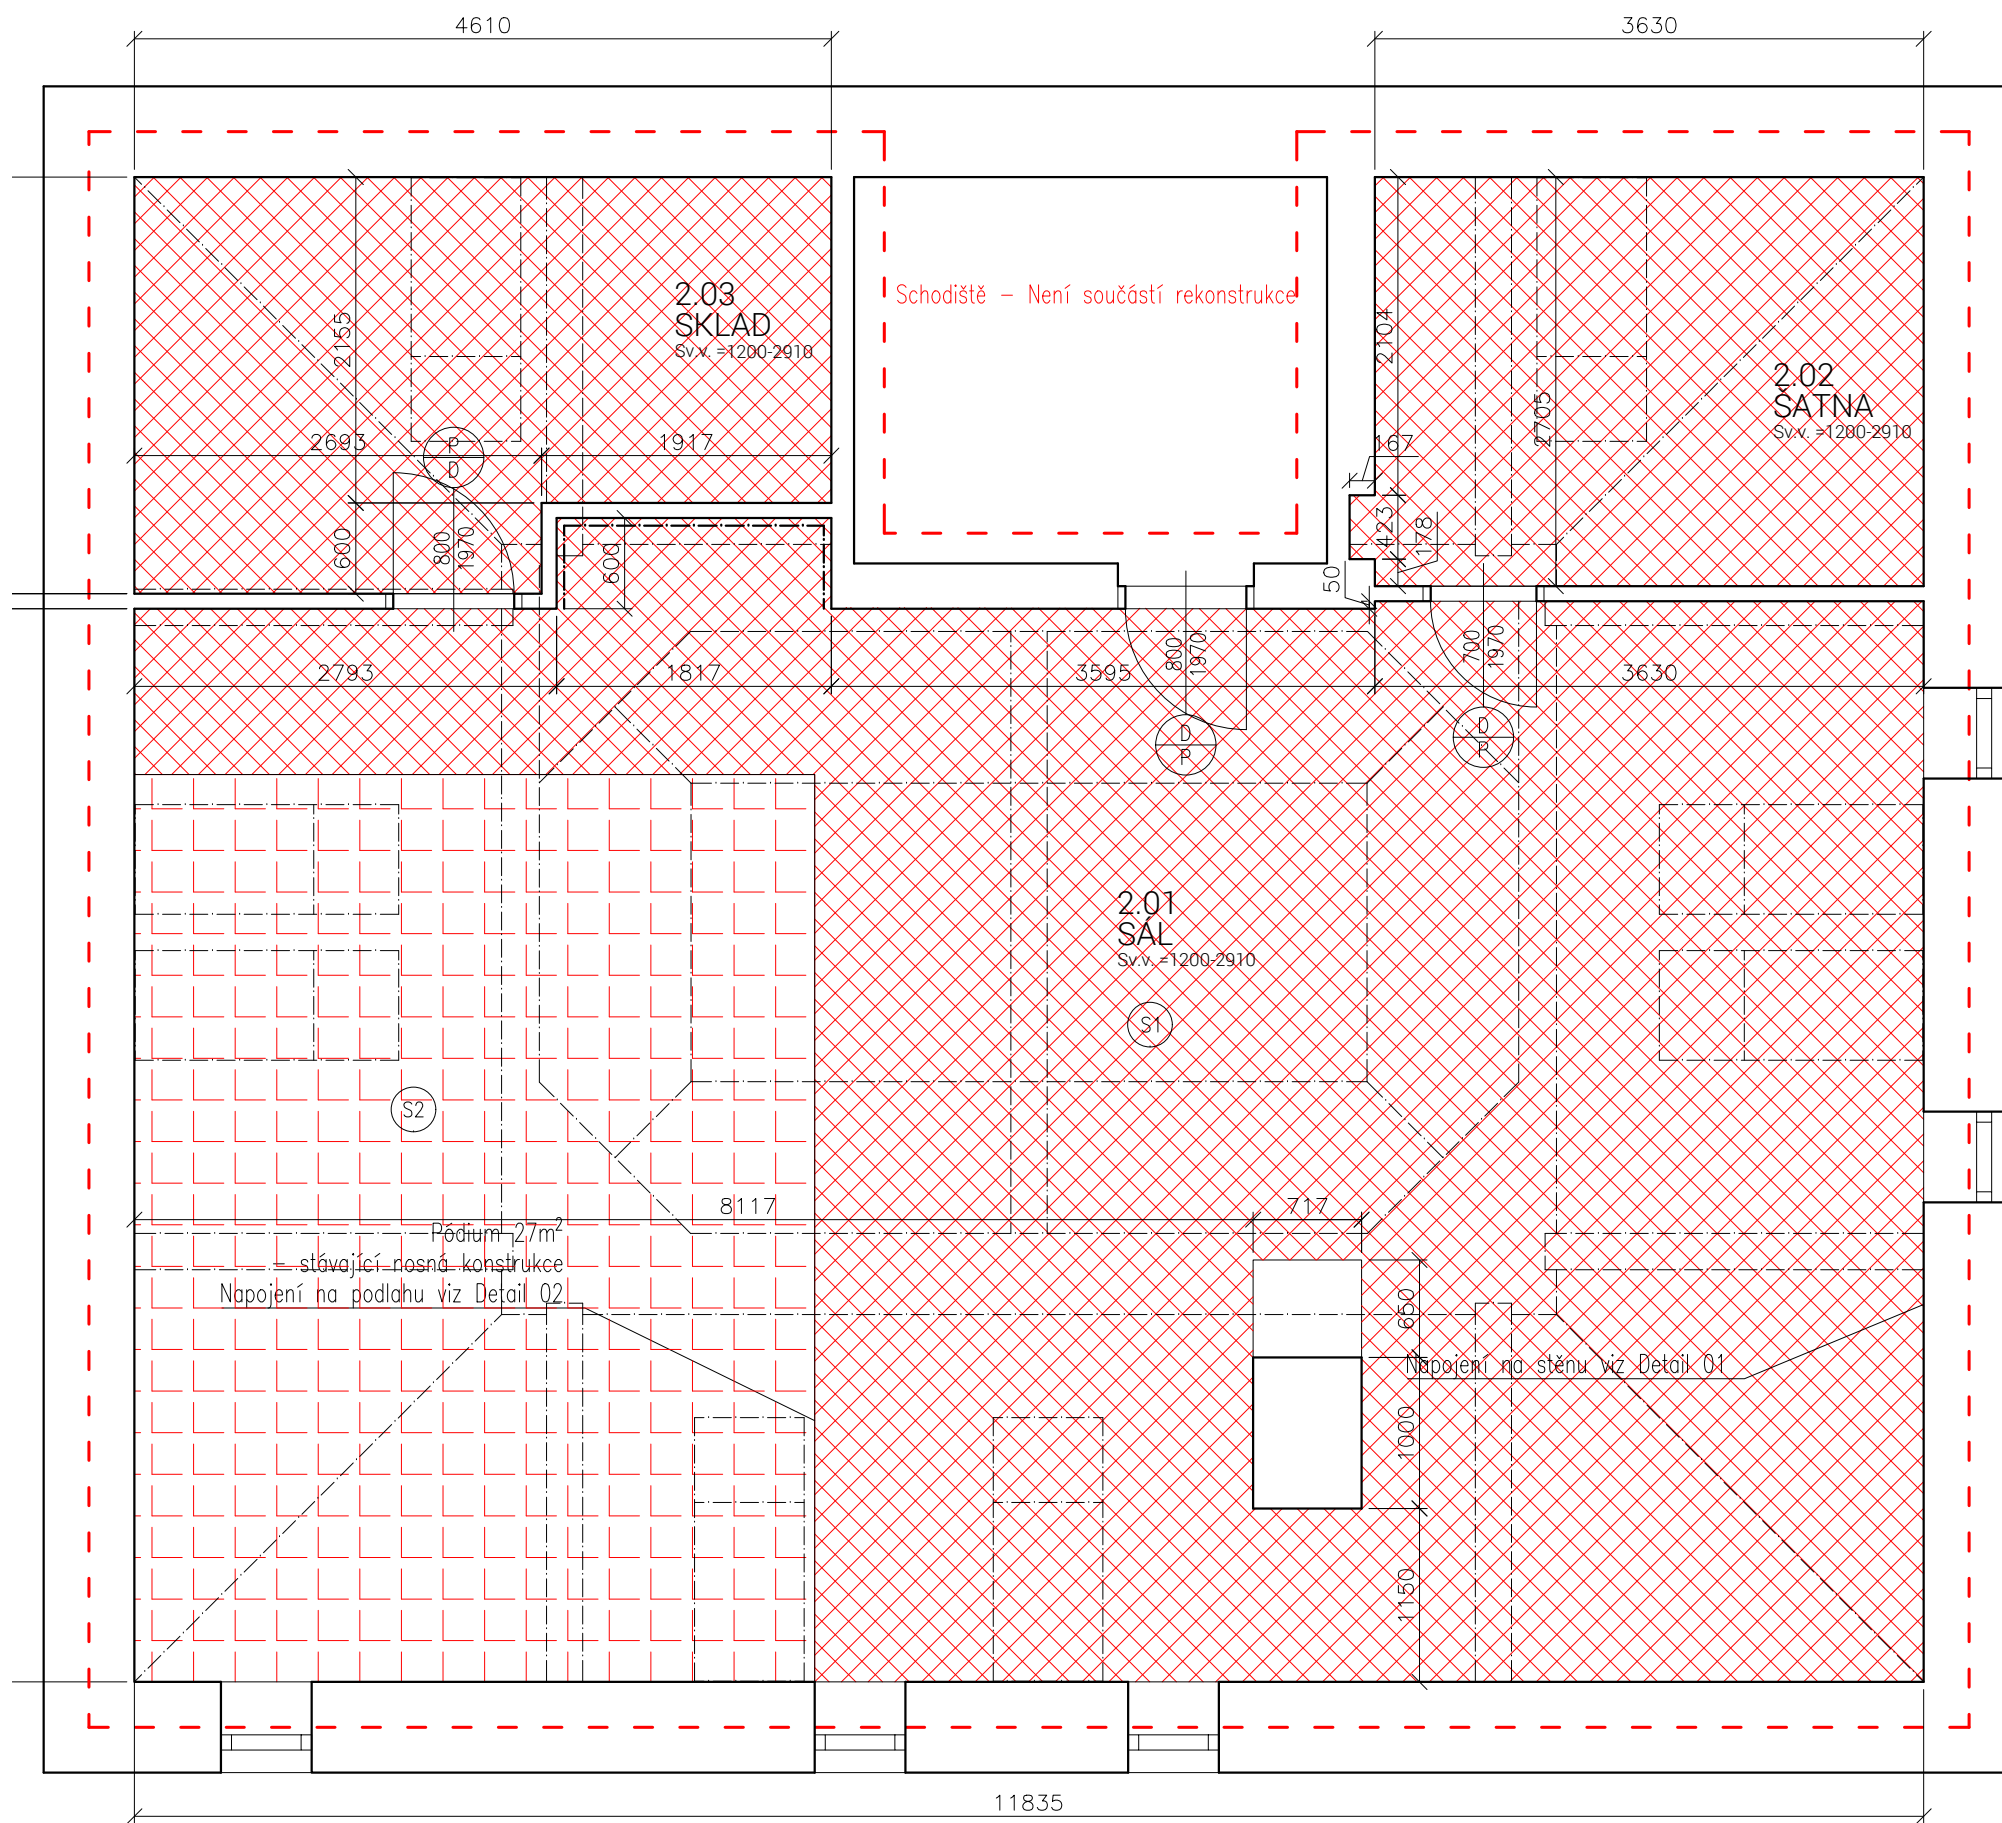 4610
3630
2.03
SKLAD
Sv.v. =1200-2910
Schodiště - Není součástí rekonstrukce
2.02
ŠATNA
Sv.v. =1200-2910
2155
2104
2705
2693
1917
167
P
D
800
1970
600
600
423
178
50
2793
1817
3595
3630
800
1970
700
1970
D
P
D
P
2.01
SÁL
Sv.v. =1200-2910
S1
S2
8117
717
Pódium 27m²
- stávající nosná konstrukce
Napojení na podlahu viz Detail 02
650
Napojení na stěnu viz Detail 01
1000
1150
11835